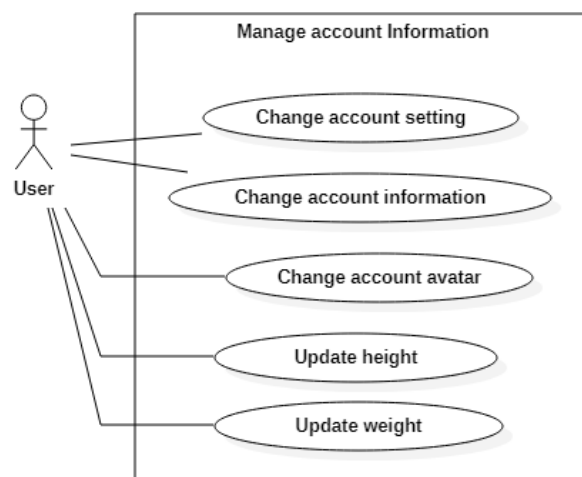 Manage account Information
Change account setting
User
Change account information
Change account avatar
Update height
Update weight